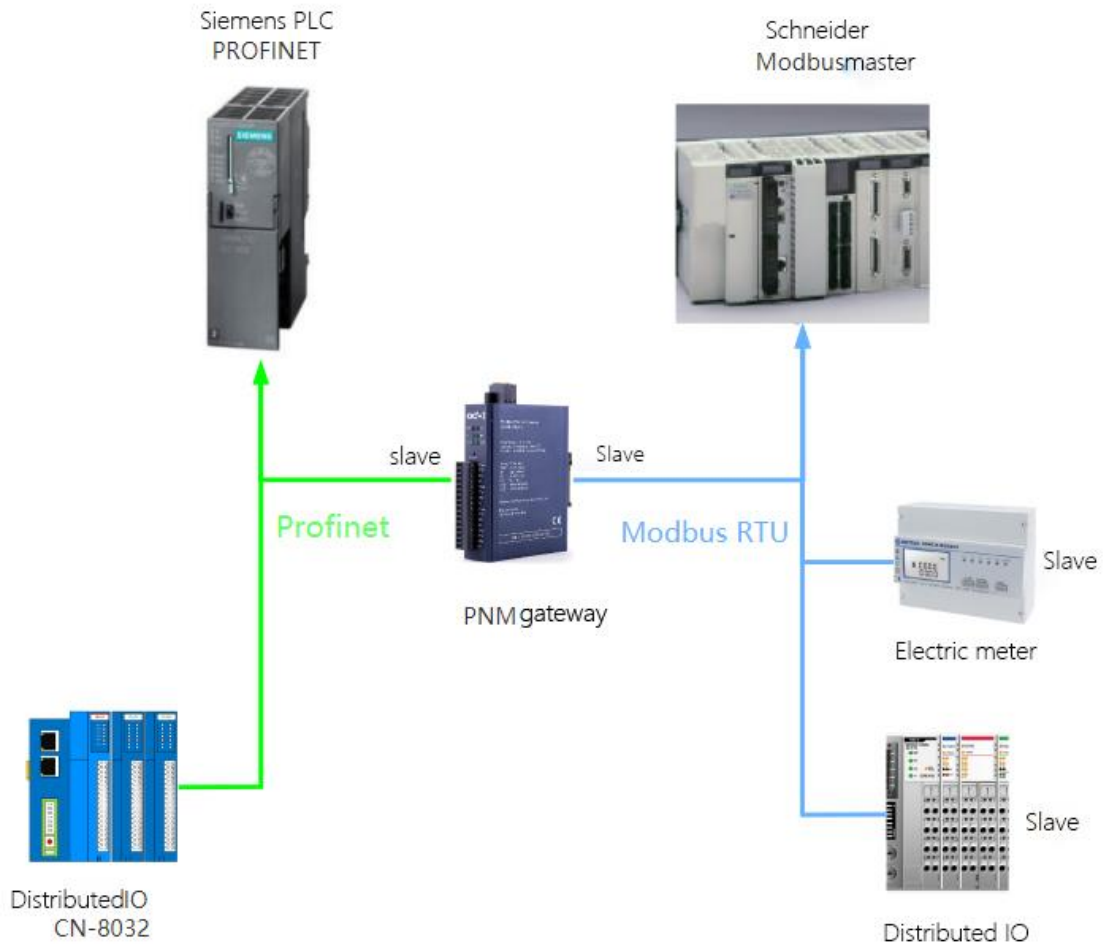 Siemens PLC
PROFINET
Schneider
Modbusmaster
SIEMENS
slave
Slave
Profinet
Modbus RTU
PNM gateway
Slave
Electric meter
Slave
DistributedIO
CN-8032
Distributed IO